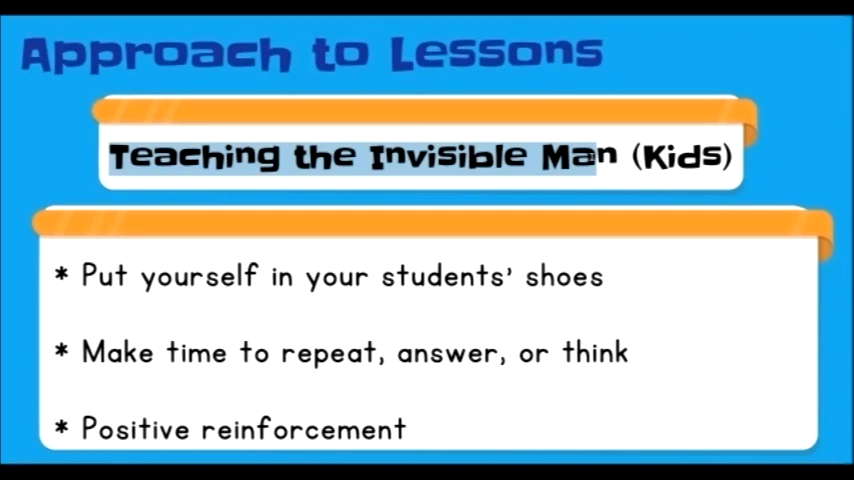 Approach to Lessons
Teaching the Invisible Man (Kids)
* Put yourself in your students' shoes
* Make time to repeat, answer, or think
* Positive reinforcement